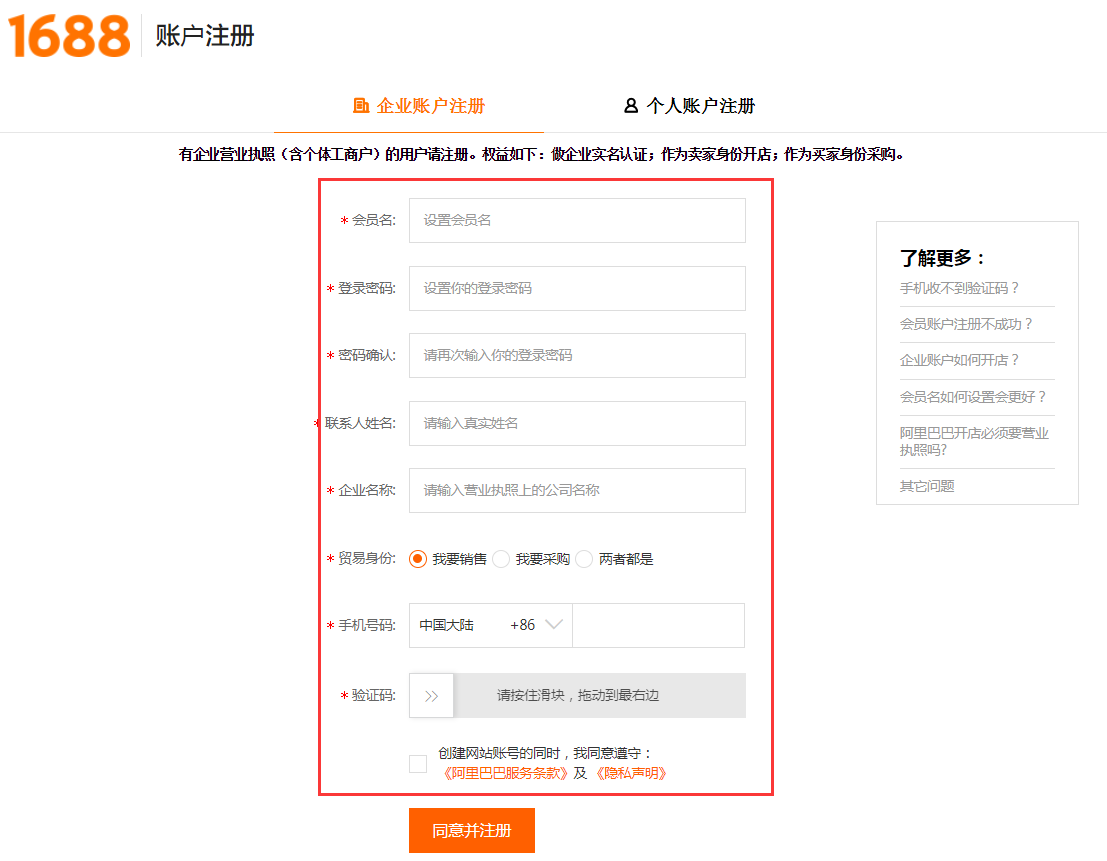 1688 账户注册
企业账户注册 个人账户注册
有企业营业执照（含个体工商户）的用户请注册。权益如下：做企业实名认证；作为卖家身份开店；作为买家身份采购。
* 会员名: 设置会员名
* 登录密码: 设置你的登录密码
* 密码确认: 请再次输入你的登录密码
* 联系人姓名: 请输入真实姓名
* 企业名称: 请输入营业执照上的公司名称
* 贸易身份: 我要销售 我要采购 两者都是
* 手机号码: 中国大陆 +86
* 验证码: >> 请按住滑块，拖动到最右边
创建网站账号的同时，我同意遵守：
《阿里巴巴服务条款》及《隐私声明》
同意并注册
了解更多：
手机收不到验证码？
会员账户注册不成功？
企业账户如何开店？
会员名如何设置会更好？
阿里巴巴开店必须要营业
执照吗?
其它问题